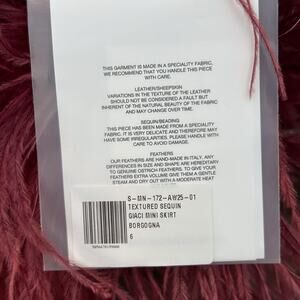 THIS GARMENT IS MADE IN A SPECIALITY FABRIC,
WE RECOMMEND THAT YOU HANDLE THIS PIECE
WITH CARE.
LEATHER/SHEEPSKIN
VARIATIONS IN THE TEXTURE OF THE LEATHER
SHOULD NOT BE CONSIDERED A FAULT BUT
INHERENT OF THE NATURAL BEAUTY OF THE FABRIC
AND MAY CHANGE OVER TIME.
SEQUIN/BEADING
THIS PIECE HAS BEEN MADE FROM A SPECIALITY
FABRIC. IT IS VERY DELICATE AND THEREFORE MAY
HAVE SOME IRREGULARITIES. PLEASE HANDLE WITH
CARE TO AVOID DAMAGE.
FEATHERS
OUR FEATHERS ARE HAND-MADE IN ITALY, ANY
DIFFERENCES IN SIZE AND SHAPE ARE HEREMARKS
TO GENUINE OSTRICH FEATHERS. TO GIVE YOUR
FEATHERS EXTRA VOLUME GIVE THEM A GENTLE
STEAM AND DRY OUT WITH A MODERATE HEAT
S-MN-172-AW25-01
TEXTURED SEQUIN
GIACI MINI SKIRT
BORGOGNA
6